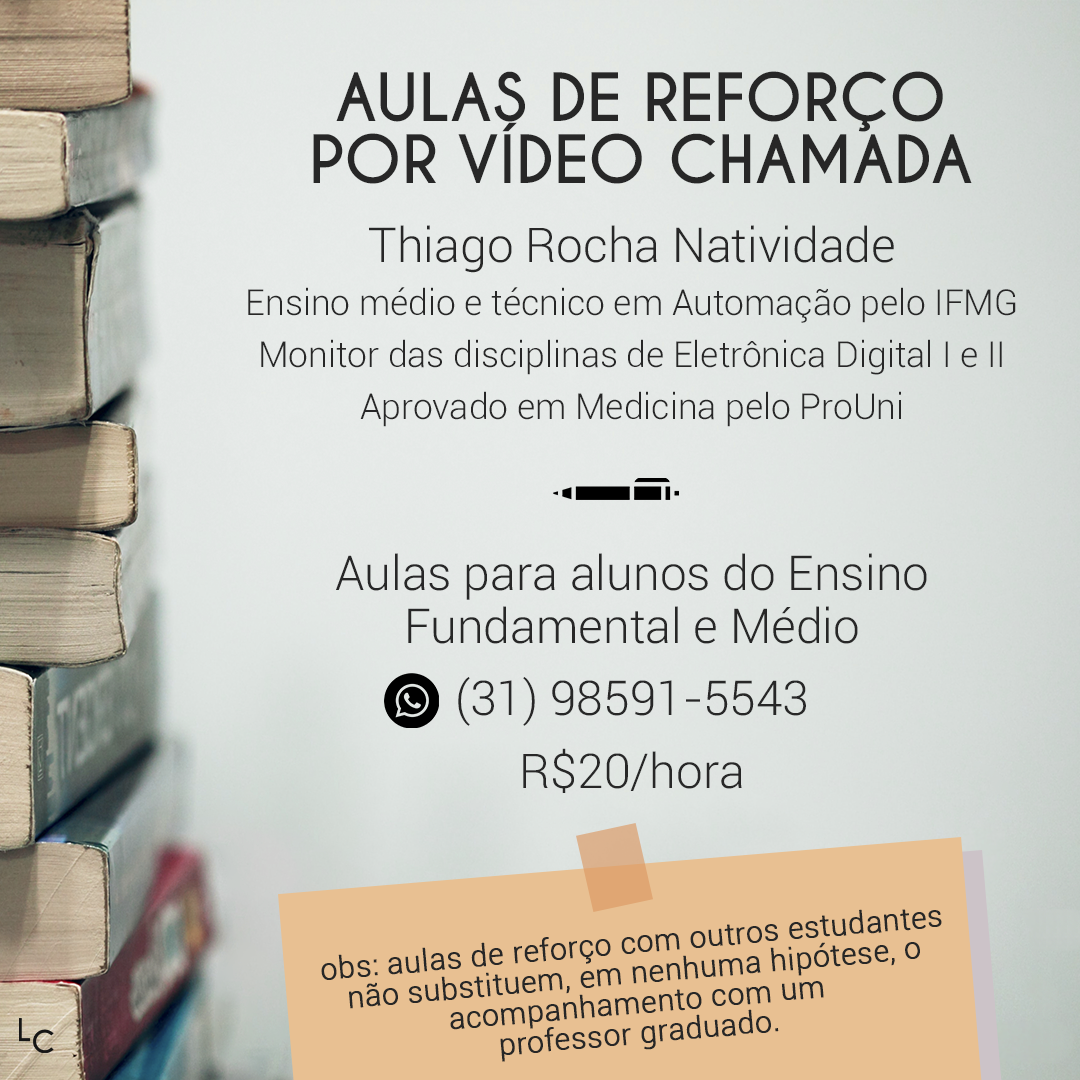 AULAS DE REFORÇO
POR VÍDEO CHAMADA
Thiago Rocha Natividade
Ensino médio e técnico em Automação pelo IFMG
Monitor das disciplinas de Eletrônica Digital I e II
Aprovado em Medicina pelo ProUni
Aulas para alunos do Ensino
Fundamental e Médio
(31) 98591-5543
R$20/hora
obs: aulas de reforço com outros estudantes
não substituem, em nenhuma hipótese, o
acompanhamento com um
professor graduado.
LC